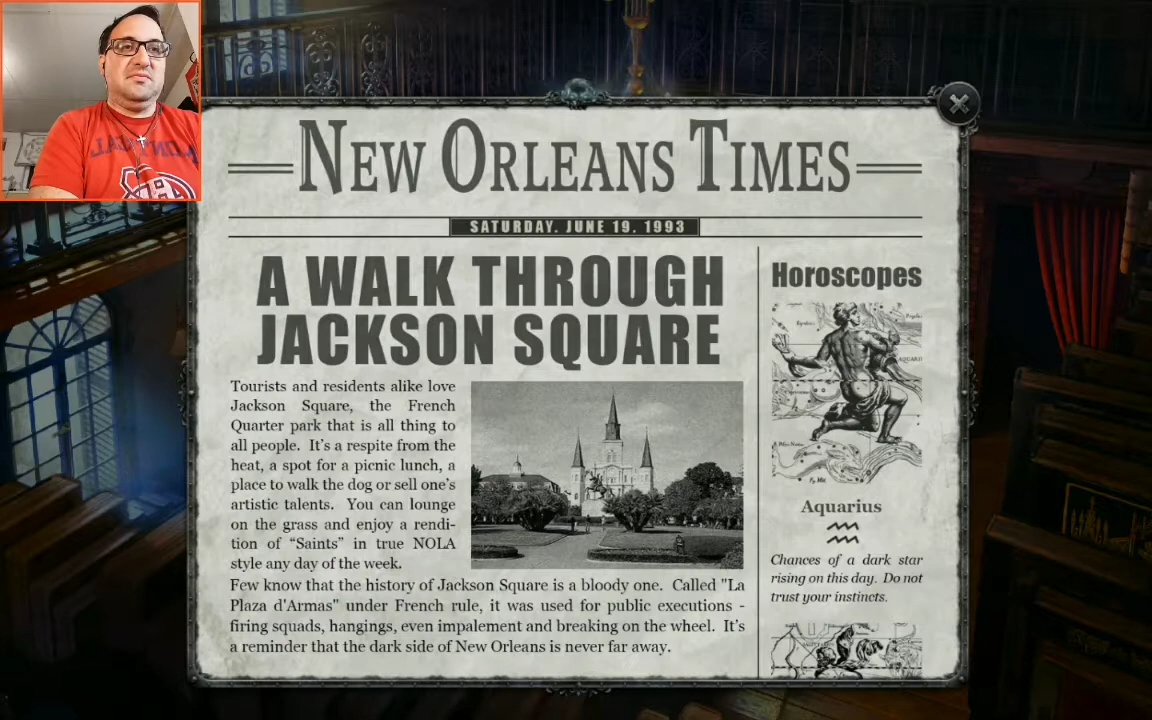 NEW ORLEANS TIMES
SATURDAY, JUNE 19, 1993
A WALK THROUGH
JACKSON SQUARE
Tourists and residents alike love
Jackson Square, the French
Quarter park that is all thing to
all people. It's a respite from the
heat, a spot for a picnic lunch, a
place to walk the dog or sell one's
artistic talents. You can lounge
on the grass and enjoy a rendi-
tion of “Saints” in true NOLA
style any day of the week.
Few know that the history of Jackson Square is a bloody one. Called "La
Plaza d'Armas" under French rule, it was used for public executions -
firing squads, hangings, even impalement and breaking on the wheel. It's
a reminder that the dark side of New Orleans is never far away.
Horoscopes
Aquarius
Chances of a dark star
rising on this day. Do not
trust your instincts.